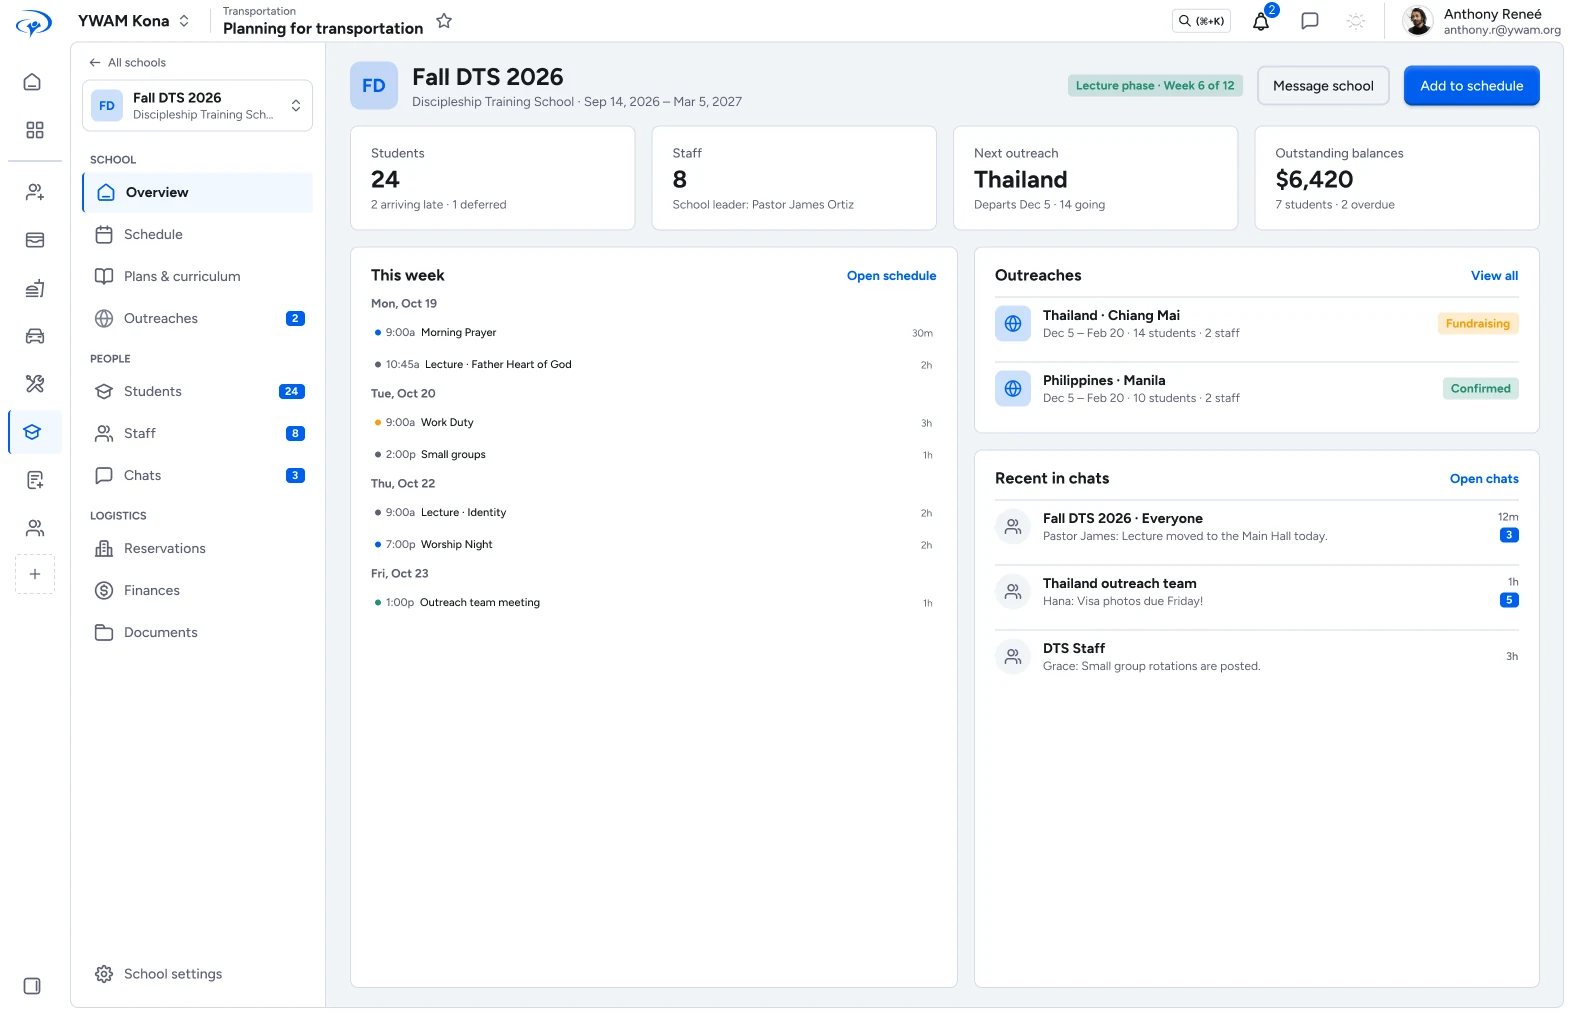 YWAM Kona
Transportation
Planning for transportation
(⌘+K)
2
Anthony Reneé
anthony.r@ywam.org
All schools
FD
Fall DTS 2026
Discipleship Training Sch...
SCHOOL
Overview
Schedule
Plans & curriculum
Outreaches
2
PEOPLE
Students
24
Staff
8
Chats
3
LOGISTICS
Reservations
Finances
Documents
School settings
FD
Fall DTS 2026
Discipleship Training School · Sep 14, 2026 – Mar 5, 2027
Lecture phase · Week 6 of 12
Message school
Add to schedule
Students
24
2 arriving late · 1 deferred
Staff
8
School leader: Pastor James Ortiz
Next outreach
Thailand
Departs Dec 5 · 14 going
Outstanding balances
$6,420
7 students · 2 overdue
This week
Open schedule
Mon, Oct 19
9:00a Morning Prayer 30m
10:45a Lecture · Father Heart of God 2h
Tue, Oct 20
9:00a Work Duty 3h
2:00p Small groups 1h
Thu, Oct 22
9:00a Lecture · Identity 2h
7:00p Worship Night 2h
Fri, Oct 23
1:00p Outreach team meeting 1h
Outreaches
View all
Thailand · Chiang Mai
Dec 5 – Feb 20 · 14 students · 2 staff
Fundraising
Philippines · Manila
Dec 5 – Feb 20 · 10 students · 2 staff
Confirmed
Recent in chats
Open chats
Fall DTS 2026 · Everyone
12m
Pastor James: Lecture moved to the Main Hall today.
3
Thailand outreach team
1h
Hana: Visa photos due Friday!
5
DTS Staff
Grace: Small group rotations are posted.
3h